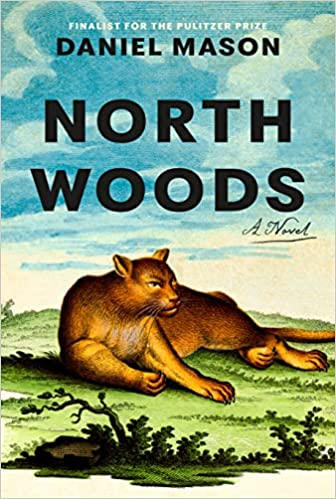 FINALIST FOR THE PULITZER PRIZE
DANIEL MASON
NORTH
WOODS
A Novel